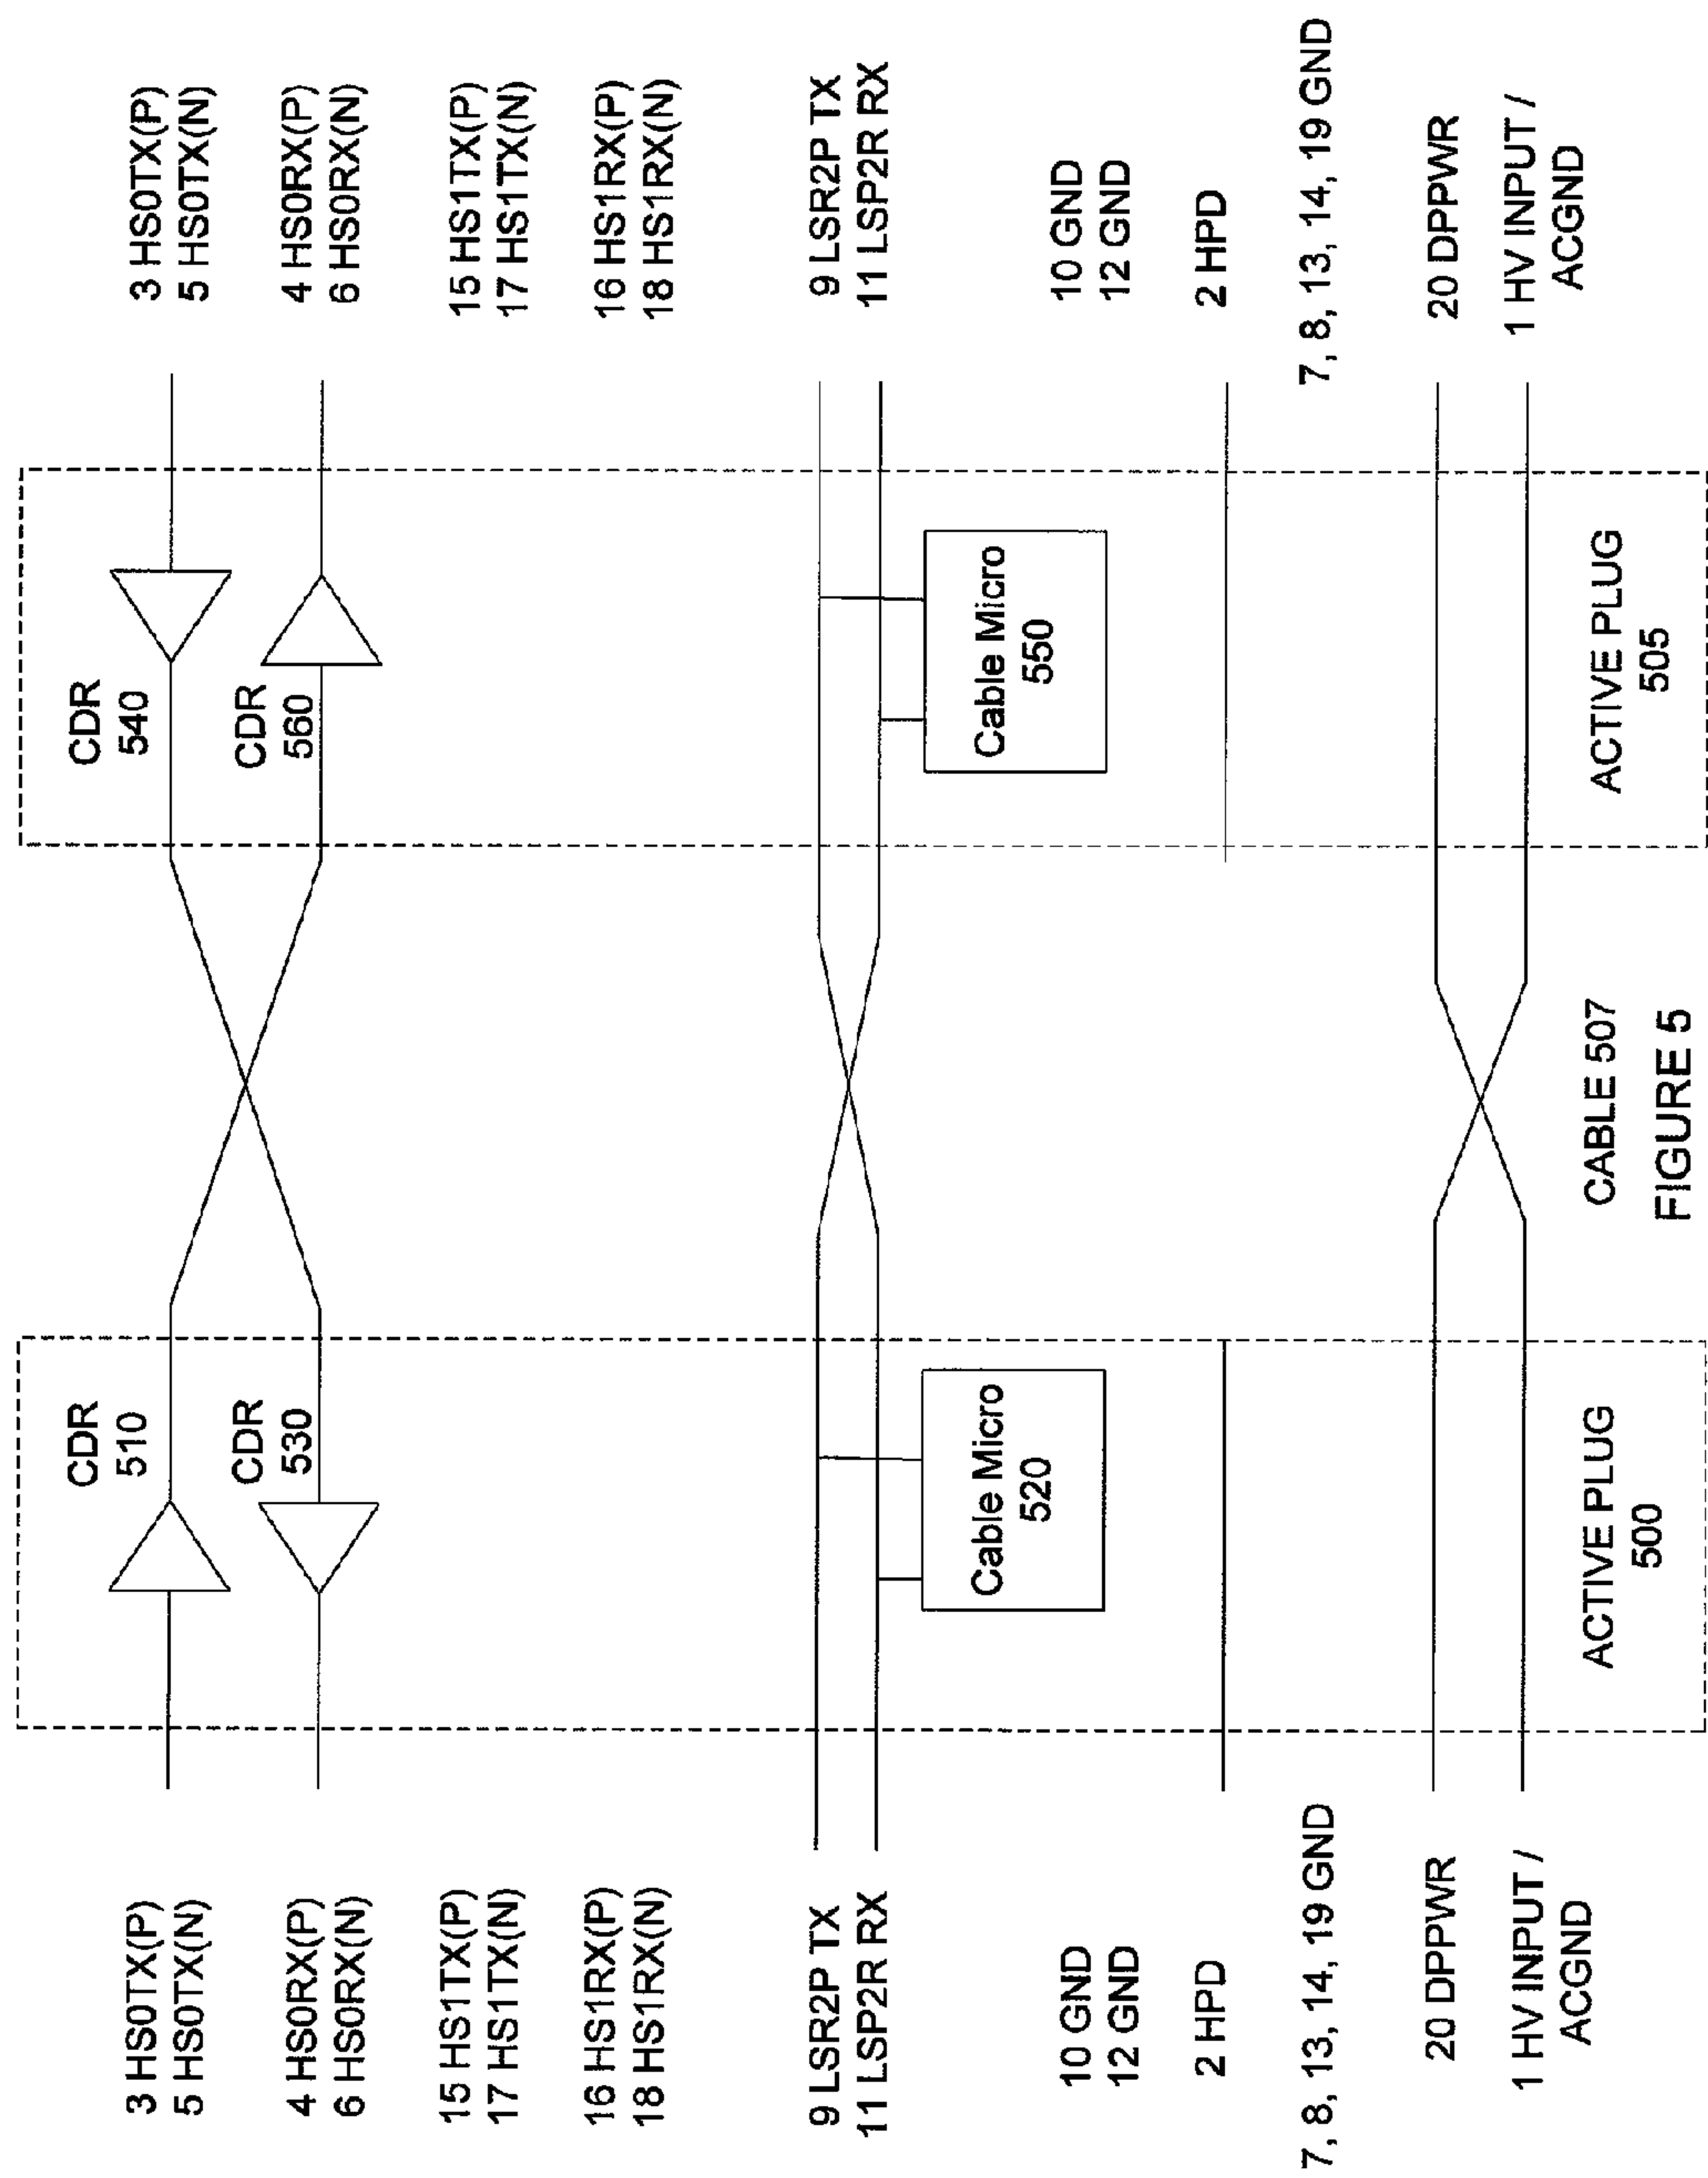 3 HS0TX(P)
5 HS0TX(N)
4 HS0RX(P)
6 HS0RX(N)
15 HS1TX(P)
17 HS1TX(N)
16 HS1RX(P)
18 HS1RX(N)
9 LSR2P TX
11 LSP2R RX
10 GND
12 GND
2 HPD
7, 8, 13, 14, 19 GND
20 DPPWR
1 HV INPUT /
ACGND
CDR
510
CDR
530
Cable Micro
520
ACTIVE PLUG
500
CABLE 507
FIGURE 5
CDR
540
CDR
560
Cable Micro
550
ACTIVE PLUG
505
3 HS0TX(P)
5 HS0TX(N)
4 HS0RX(P)
6 HS0RX(N)
15 HS1TX(P)
17 HS1TX(N)
16 HS1RX(P)
18 HS1RX(N)
9 LSR2P TX
11 LSP2R RX
10 GND
12 GND
2 HPD
7, 8, 13, 14, 19 GND
20 DPPWR
1 HV INPUT /
ACGND